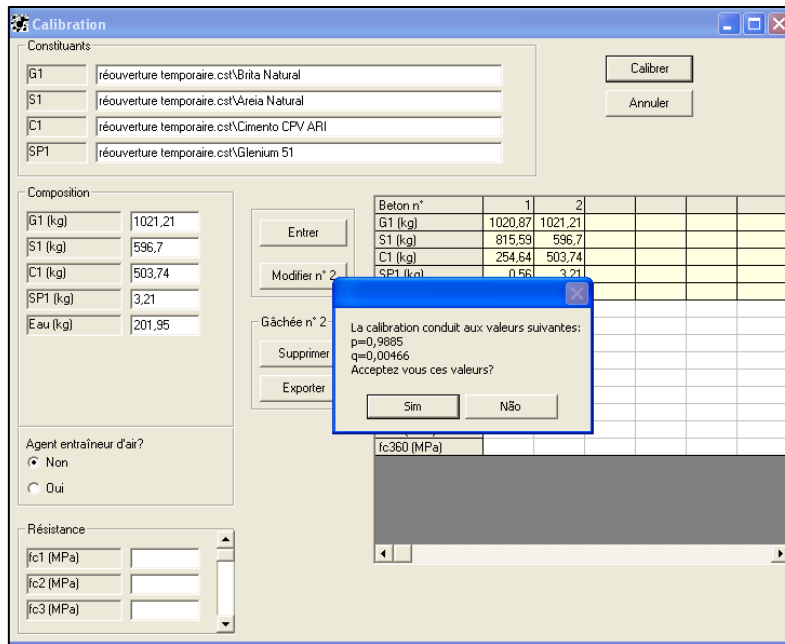 Calibration
Constituants
G1 réouverture temporaire.cst\Brita Natural
S1 réouverture temporaire.cst\Areia Natural
C1 réouverture temporaire.cst\Cimento CPV ARI
SP1 réouverture temporaire.cst\Glenium 51
Calibrer
Annuler
Composition
G1 (kg) 1021,21
S1 (kg) 596,7
C1 (kg) 503,74
SP1 (kg) 3,21
Eau (kg) 201,95
Entrer
Modifier n° 2
Gâchée n° 2
Supprimer
Exporter
Beton n° 1 2
G1 (kg) 1020,87 1021,21
S1 (kg) 815,59 596,7
C1 (kg) 254,64 503,74
SP1 (kg) 0,56 3,21
La calibration conduit aux valeurs suivantes:
p=0,9885
q=0,00466
Acceptez vous ces valeurs?
Sim Não
fc360 (MPa)
Agent entraîneur d'air?
Non
Oui
Résistance
fc1 (MPa)
fc2 (MPa)
fc3 (MPa)